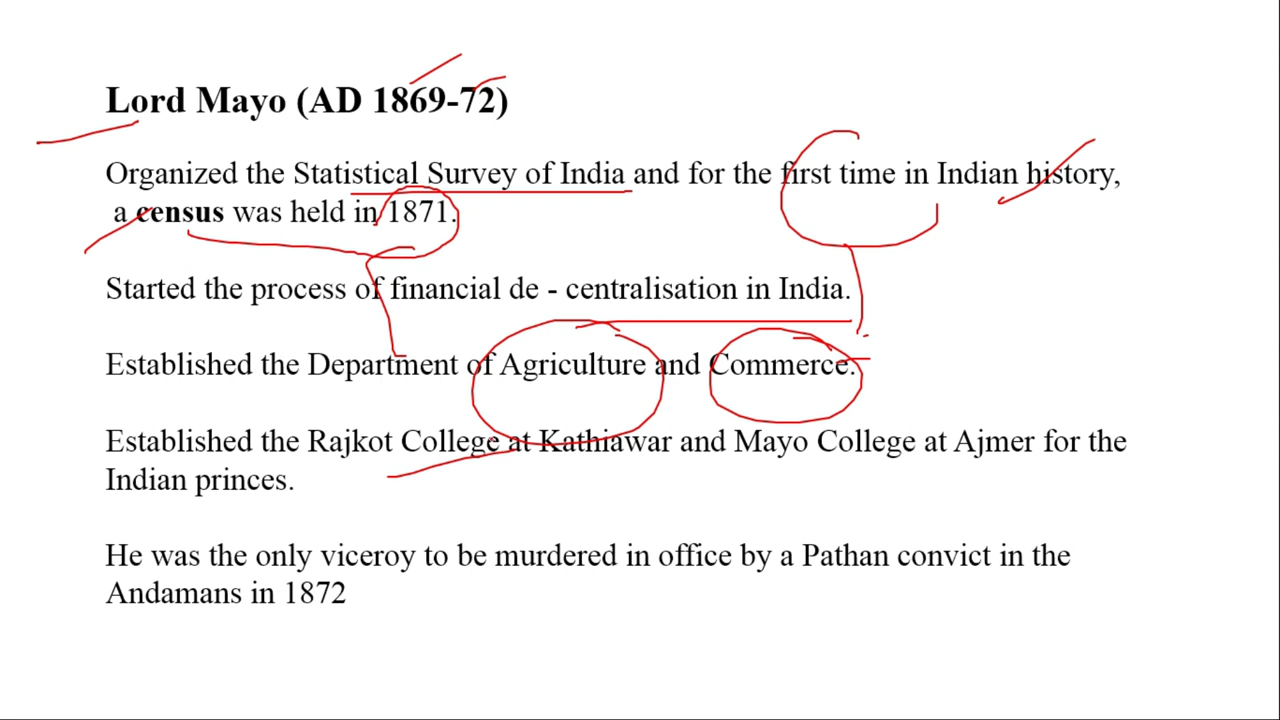 Lord Mayo (AD 1869-72)
Organized the Statistical Survey of India and for the first time in Indian history,
a census was held in 1871.
Started the process of financial de - centralisation in India.
Established the Department of Agriculture and Commerce.
Established the Rajkot College at Kathiawar and Mayo College at Ajmer for the
Indian princes.
He was the only viceroy to be murdered in office by a Pathan convict in the
Andamans in 1872